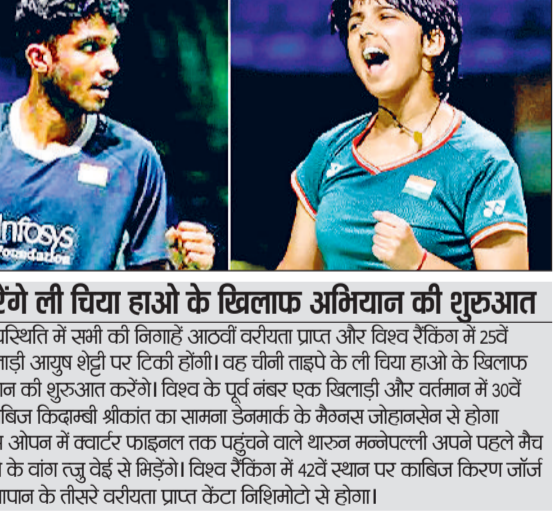 Infosys
Foundation
रेंगे ली चिया हाओ के खिलाफ अभियान की शुरुआत
स्थिति में सभी की निगाहें आठवीं वरीयता प्राप्त और विश्व रैंकिंग में 25वें
आयुष शेट्टी पर टिकी होंगी। वह चीनी ताइपे के ली चिया हाओ के खिलाफ
की शुरुआत करेंगे। विश्व के पूर्व नंबर एक खिलाड़ी और वर्तमान में 30वें
बिज किदाम्बी श्रीकांत का सामना डेनमार्क के मैग्नस जोहानसेन से होगा
ओपन में क्वार्टर फाइनल तक पहुंचने वाले थारुन मन्नेपल्ली अपने पहले मैच
के वांग त्जु वेई से भिड़ेंगे। विश्व रैंकिंग में 42वें स्थान पर काबिज किरण जॉर्ज
ापान के तीसरे वरीयता प्राप्त केंटा निशिमोटो से होगा।